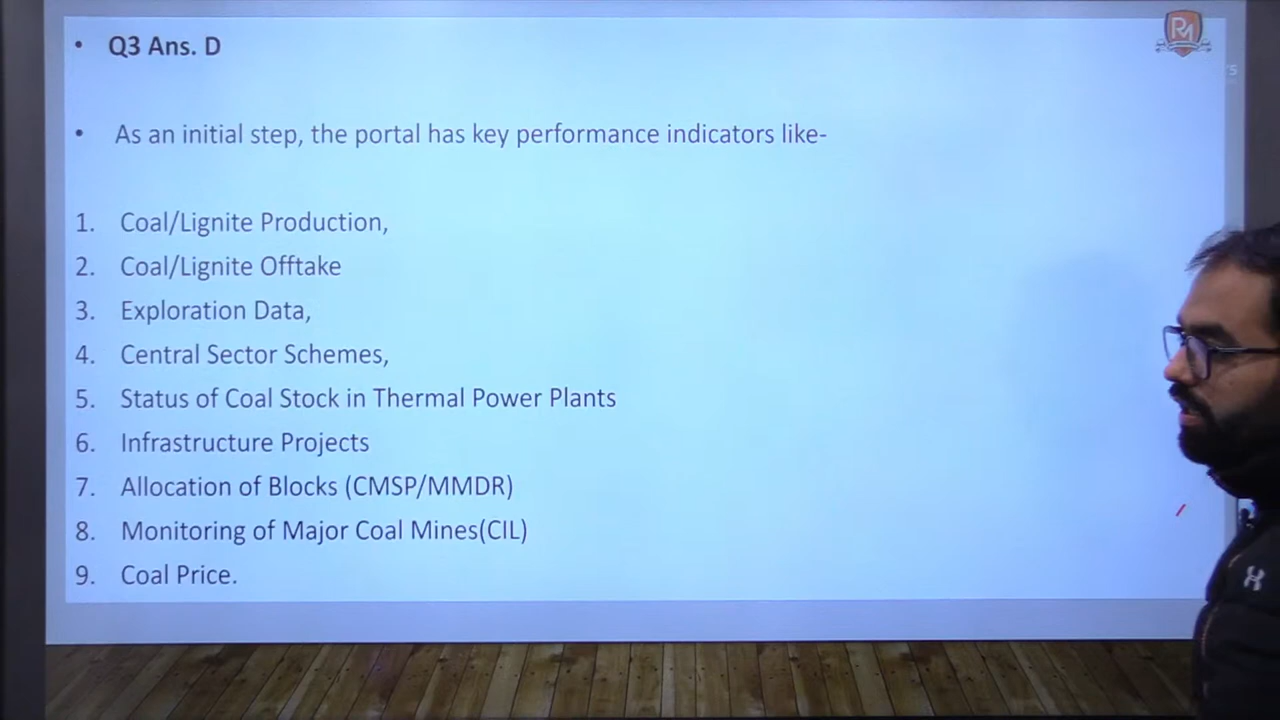 • Q3 Ans. D
• As an initial step, the portal has key performance indicators like-
1. Coal/Lignite Production,
2. Coal/Lignite Offtake
3. Exploration Data,
4. Central Sector Schemes,
5. Status of Coal Stock in Thermal Power Plants
6. Infrastructure Projects
7. Allocation of Blocks (CMSP/MMDR)
8. Monitoring of Major Coal Mines(CIL)
9. Coal Price.